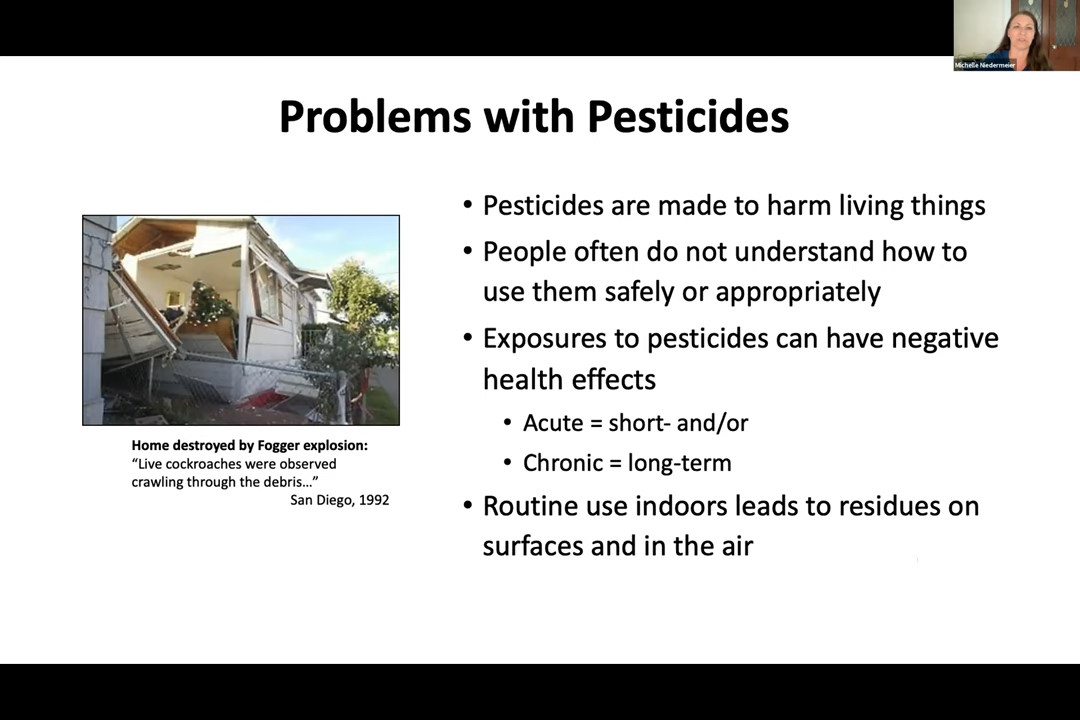 Michelle Niedermeier
Problems with Pesticides
• Pesticides are made to harm living things
• People often do not understand how to
use them safely or appropriately
• Exposures to pesticides can have negative
health effects
• Acute = short- and/or
• Chronic = long-term
• Routine use indoors leads to residues on
surfaces and in the air
Home destroyed by Fogger explosion:
“Live cockroaches were observed
crawling through the debris…”
San Diego, 1992